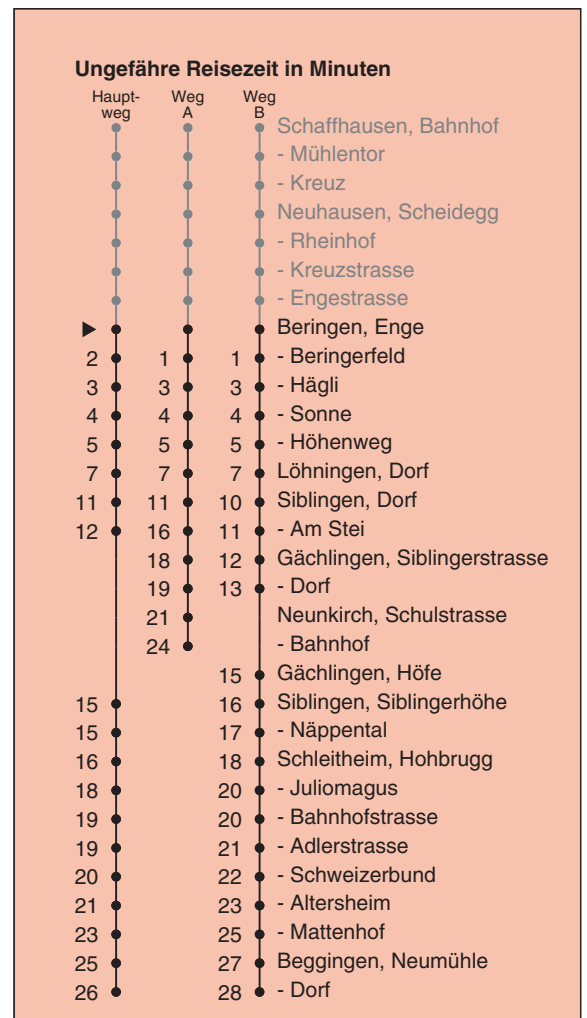 Ungefähre Reisezeit in Minuten
Haupt- Weg Weg
weg A B
Schaffhausen, Bahnhof
- Mühlentor
- Kreuz
Neuhausen, Scheidegg
- Rheinhof
- Kreuzstrasse
- Engestrasse
Beringen, Enge
2 1 1 - Beringerfeld
3 3 3 - Hägli
4 4 4 - Sonne
5 5 5 - Höhenweg
7 7 7 Löhningen, Dorf
11 11 10 Siblingen, Dorf
12 16 11 - Am Stei
18 12 Gächlingen, Siblingerstrasse
19 13 - Dorf
21 Neunkirch, Schulstrasse
24 - Bahnhof
15 Gächlingen, Höfe
15 16 Siblingen, Siblingerhöhe
15 17 - Näppental
16 18 Schleitheim, Hohbrugg
18 20 - Juliomagus
19 20 - Bahnhofstrasse
19 21 - Adlerstrasse
20 22 - Schweizerbund
21 23 - Altersheim
23 25 - Mattenhof
25 27 Beggingen, Neumühle
26 28 - Dorf